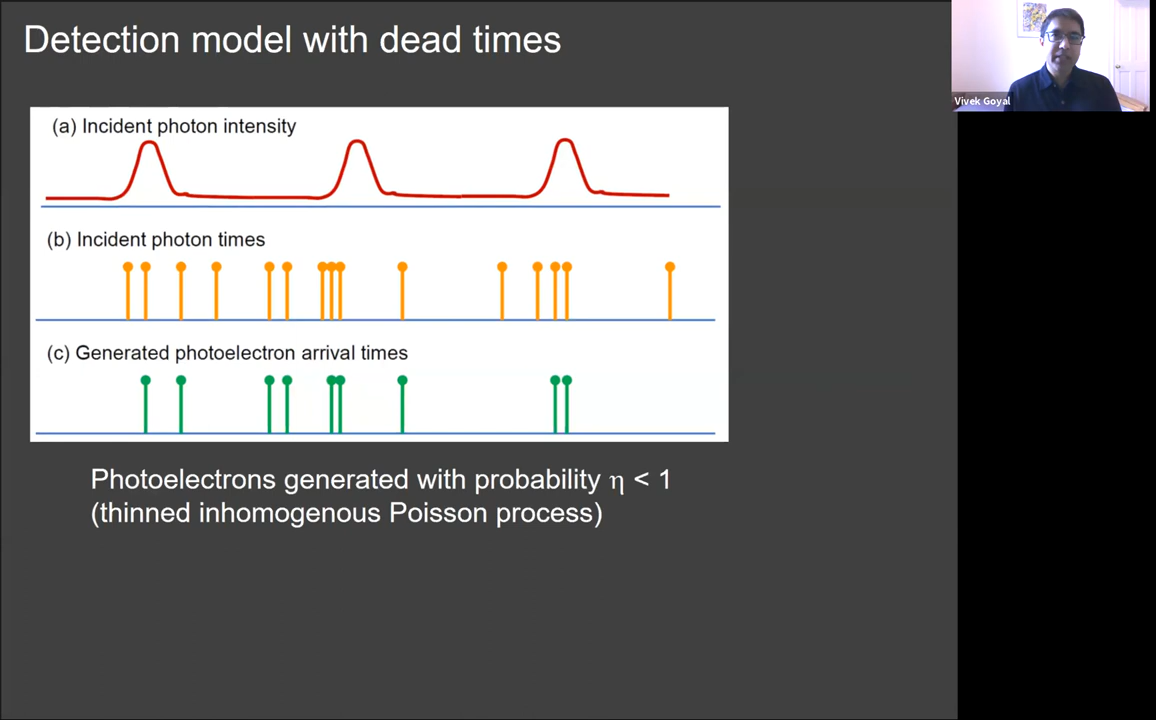 Detection model with dead times
Vivek Goyal
(a) Incident photon intensity
(b) Incident photon times
(c) Generated photoelectron arrival times
Photoelectrons generated with probability η < 1
(thinned inhomogenous Poisson process)